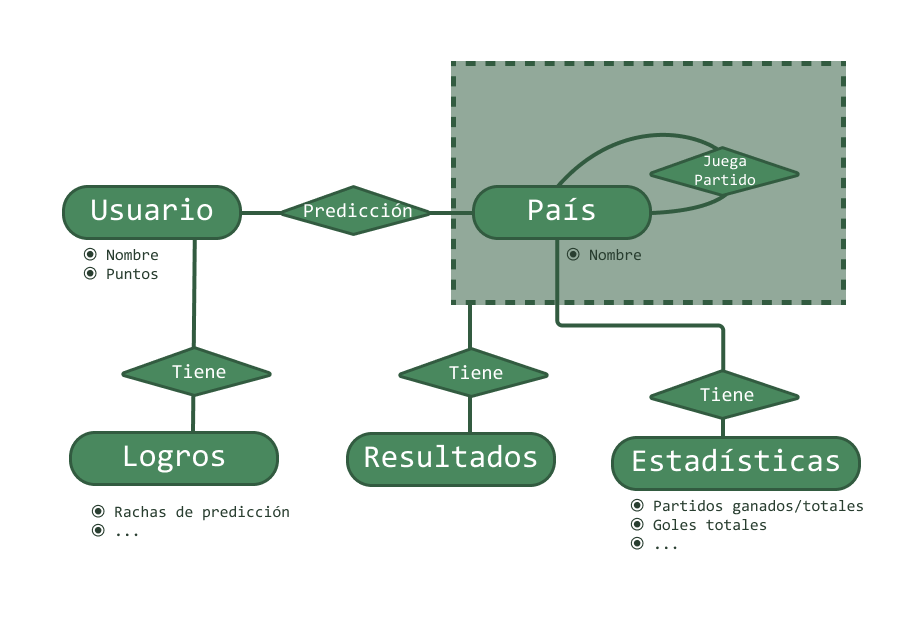 Juega
Partido
Usuario
Predicción
País
Nombre
Puntos
Nombre
Tiene
Tiene
Tiene
Logros
Resultados
Estadísticas
Rachas de predicción
...
Partidos ganados/totales
Goles totales
...